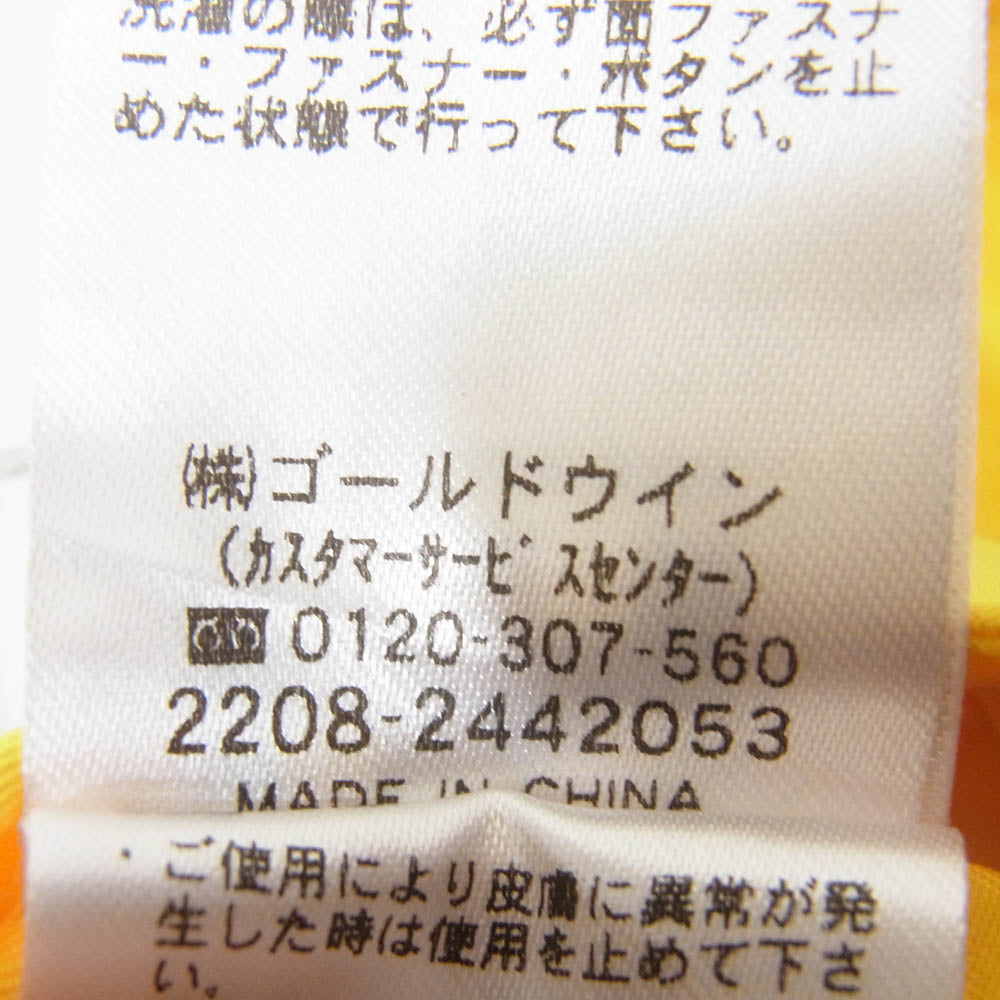 洗濯の際は、必ず面ファスナ
ー・ファスナー・ボタンを止
めた状態で行って下さい。
(株)ゴールドウイン
(カスタマーサービスセンター)
0120-307-560
2208-2442053
MADE IN CHINA
・ご使用により皮膚に異常が発
生した時は使用を止めて下さ
い。